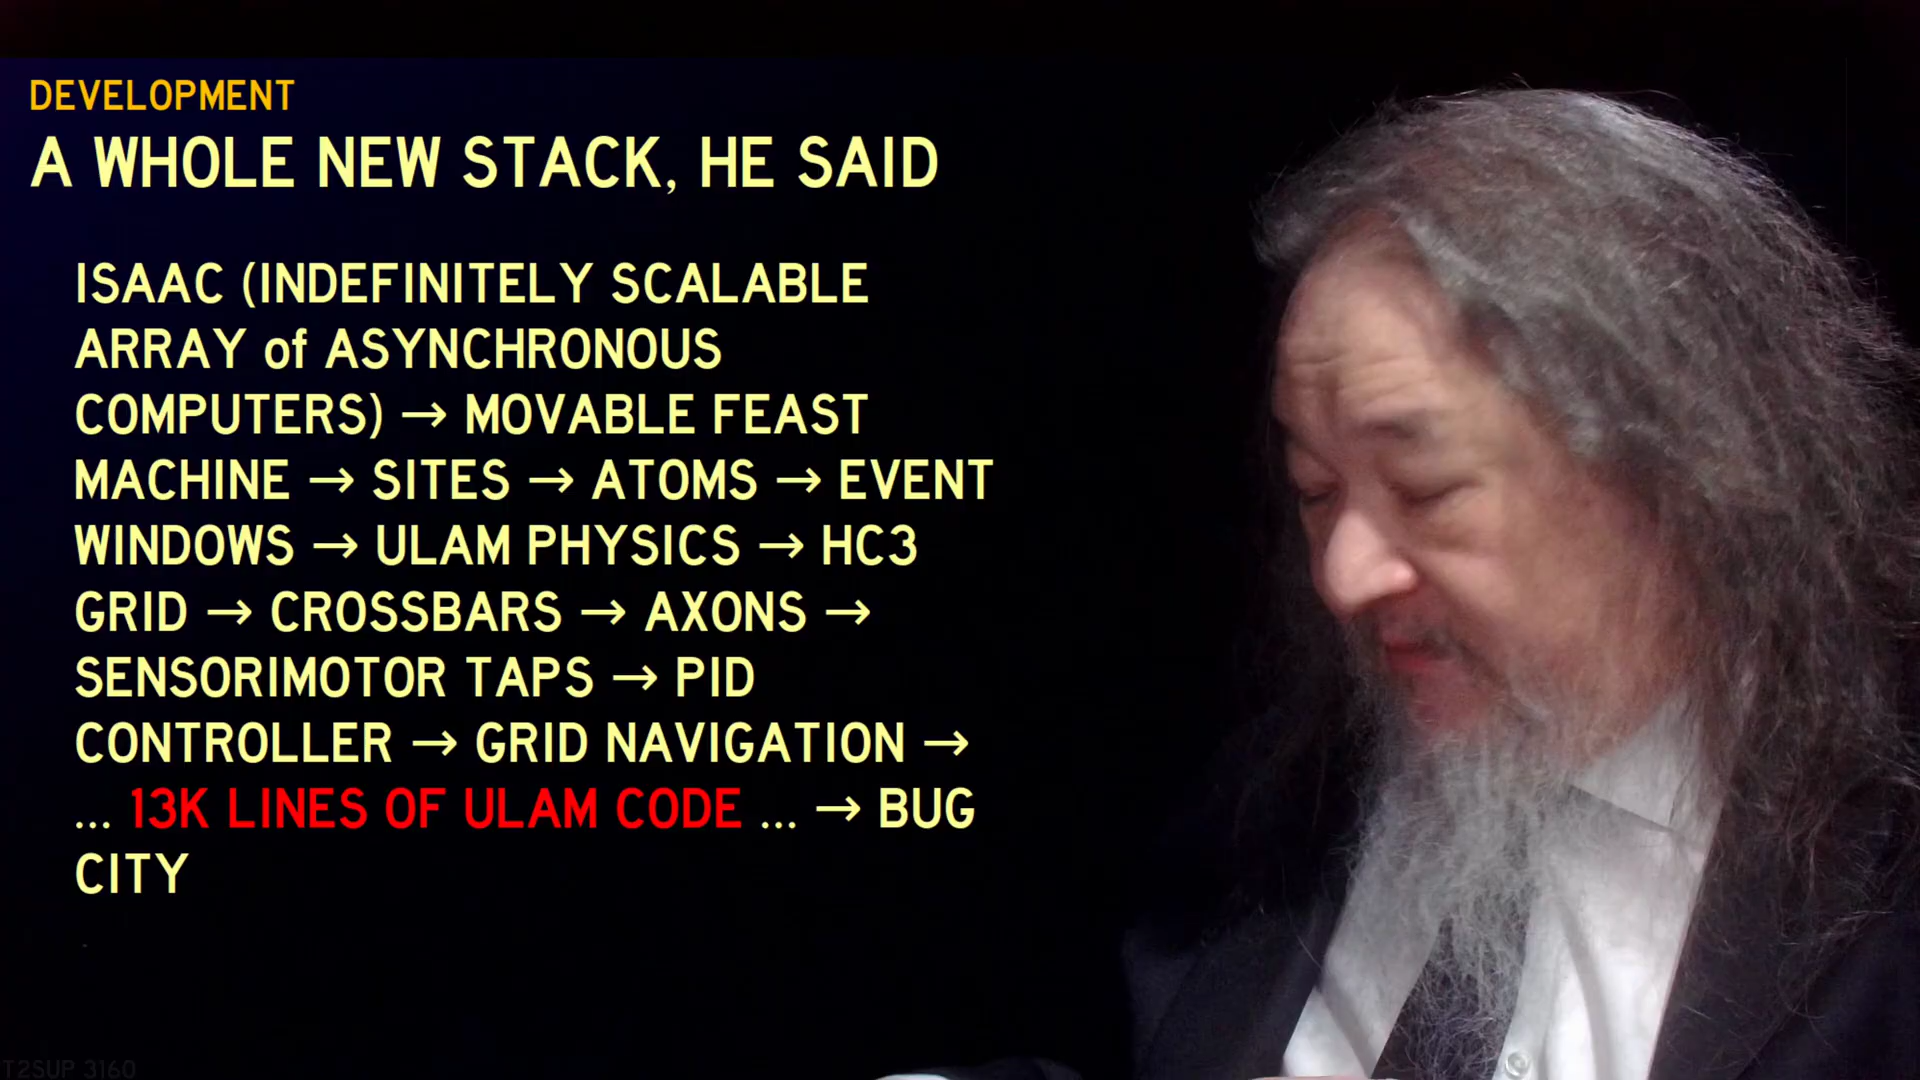 DEVELOPMENT
A WHOLE NEW STACK, HE SAID
ISAAC (INDEFINITELY SCALABLE
ARRAY of ASYNCHRONOUS
COMPUTERS) → MOVABLE FEAST
MACHINE → SITES → ATOMS → EVENT
WINDOWS → ULAM PHYSICS → HC3
GRID → CROSSBARS → AXONS →
SENSORIMOTOR TAPS → PID
CONTROLLER → GRID NAVIGATION →
... 13K LINES OF ULAM CODE ... → BUG
CITY
T2SUP 3160